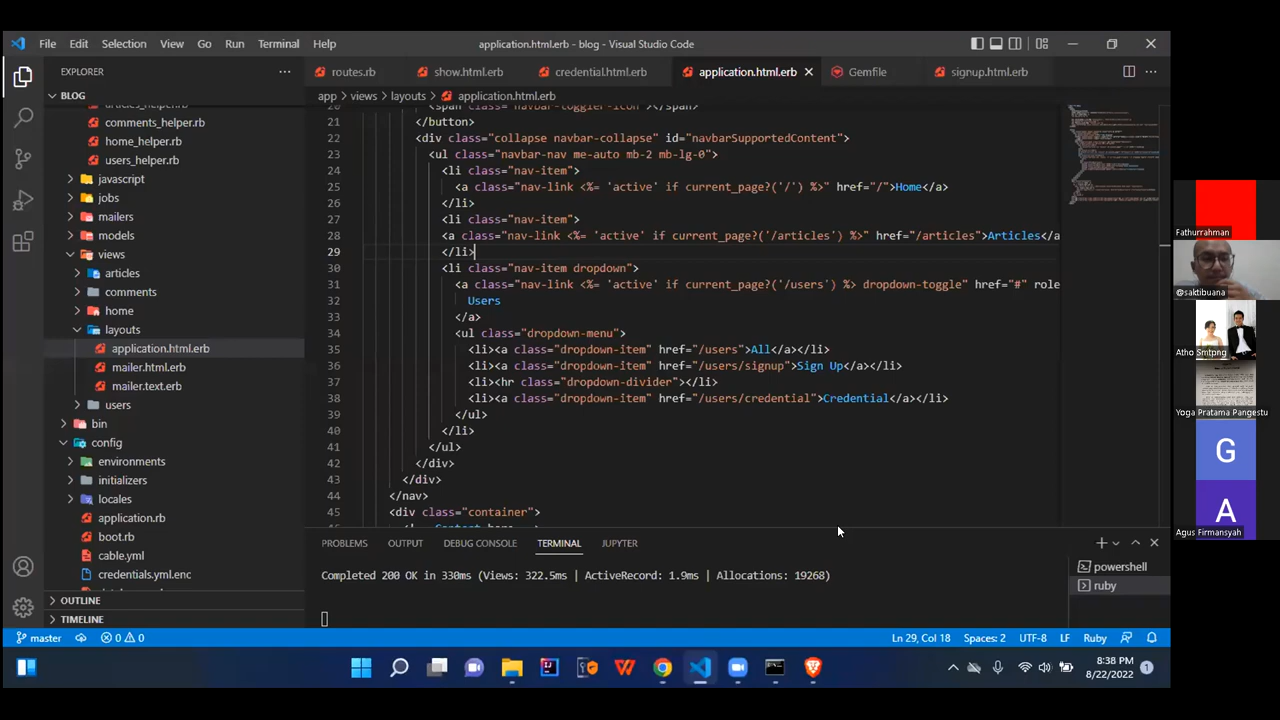 File Edit Selection View Go Run Terminal Help
application.html.erb - blog - Visual Studio Code
EXPLORER
routes.rb
show.html.erb
credential.html.erb
application.html.erb
Gemfile
signup.html.erb
BLOG
app > views > layouts > application.html.erb
articles_helper.rb
comments_helper.rb
home_helper.rb
users_helper.rb
javascript
jobs
mailers
models
views
articles
comments
home
layouts
application.html.erb
mailer.html.erb
mailer.text.erb
users
bin
config
environments
initializers
locales
application.rb
boot.rb
cable.yml
credentials.yml.enc
OUTLINE
TIMELINE
20 <span class="navbar-toggler-icon"></span>
21 </button>
22 <div class="collapse navbar-collapse" id="navbarSupportedContent">
23 <ul class="navbar-nav me-auto mb-2 mb-lg-0">
24 <li class="nav-item">
25 <a class="nav-link <%= 'active' if current_page?('/') %>" href="/">Home</a>
26 </li>
27 <li class="nav-item">
28 <a class="nav-link <%= 'active' if current_page?('/articles') %>" href="/articles">Articles</a
29 </li>
30 <li class="nav-item dropdown">
31 <a class="nav-link <%= 'active' if current_page?('/users') %> dropdown-toggle" href="#" role
32 Users
33 </a>
34 <ul class="dropdown-menu">
35 <li><a class="dropdown-item" href="/users">All</a></li>
36 <li><a class="dropdown-item" href="/users/signup">Sign Up</a></li>
37 <li><hr class="dropdown-divider"></li>
38 <li><a class="dropdown-item" href="/users/credential">Credential</a></li>
39 </ul>
40 </li>
41 </ul>
42 </div>
43 </div>
44 </nav>
45 <div class="container">
PROBLEMS OUTPUT DEBUG CONSOLE TERMINAL JUPYTER
Completed 200 OK in 330ms (Views: 322.5ms | ActiveRecord: 1.9ms | Allocations: 19268)
powershell
ruby
master
0 0
Ln 29, Col 18 Spaces: 2 UTF-8 LF Ruby
8:38 PM
8/22/2022
1
Fathurrahman
@saktibuana
Atho Smtpng
Yoga Pratama Pangestu
G
A
Agus Firmansyah